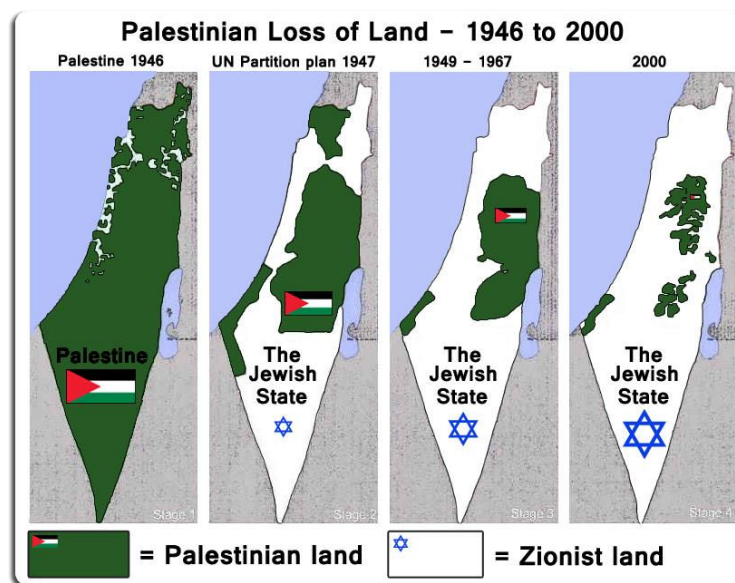 Palestinian Loss of Land – 1946 to 2000
Palestine 1946
UN Partition plan 1947
1949 – 1967
2000
Palestine
The
Jewish
State
The
Jewish
State
The
Jewish
State
Stage 1
Stage 2
Stage 3
Stage 4
= Palestinian land
= Zionist land